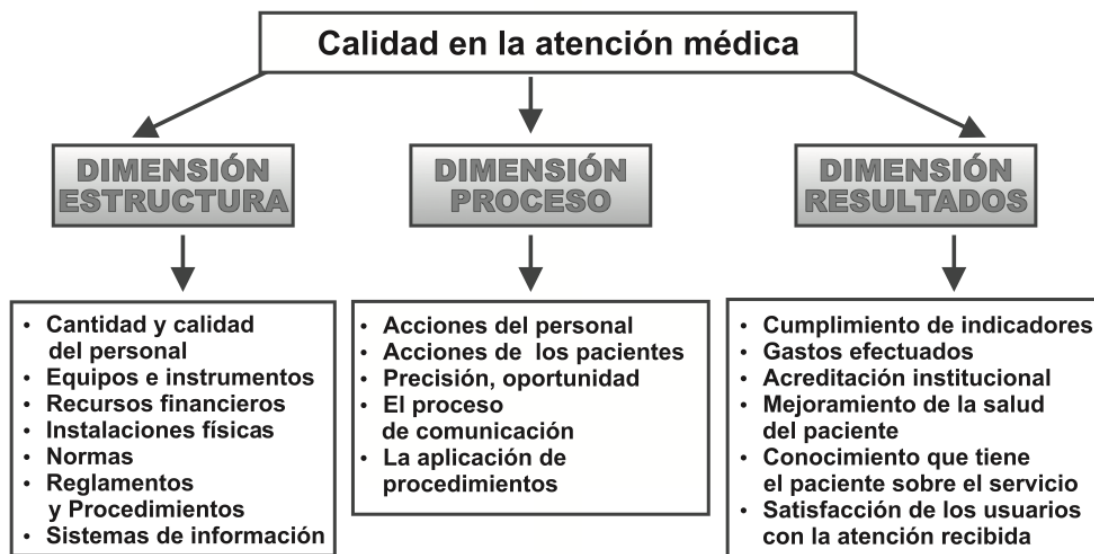 Calidad en la atención médica
DIMENSIÓN
ESTRUCTURA
DIMENSIÓN
PROCESO
DIMENSIÓN
RESULTADOS
• Cantidad y calidad
del personal
• Equipos e instrumentos
• Recursos financieros
• Instalaciones físicas
• Normas
• Reglamentos
y Procedimientos
• Sistemas de información
• Acciones del personal
• Acciones de los pacientes
• Precisión, oportunidad
• El proceso
de comunicación
• La aplicación de
procedimientos
• Cumplimiento de indicadores
• Gastos efectuados
• Acreditación institucional
• Mejoramiento de la salud
del paciente
• Conocimiento que tiene
el paciente sobre el servicio
• Satisfacción de los usuarios
con la atención recibida